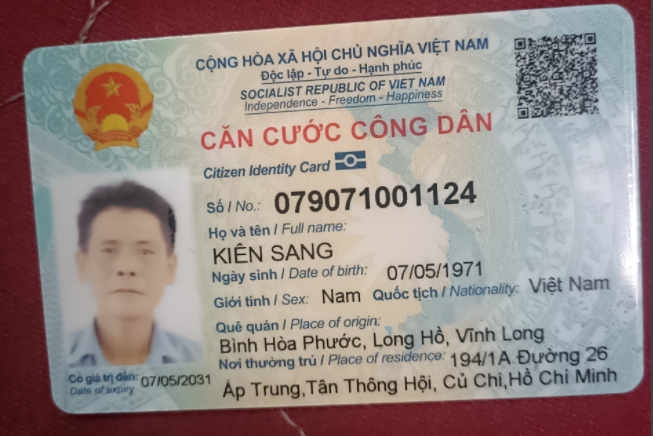 CỘNG HÒA XÃ HỘI CHỦ NGHĨA VIỆT NAM
Độc lập - Tự do - Hạnh phúc
SOCIALIST REPUBLIC OF VIET NAM
Independence - Freedom - Happiness
CĂN CƯỚC CÔNG DÂN
Citizen Identity Card
Số / No.: 079071001124
Họ và tên / Full name:
KIÊN SANG
Ngày sinh / Date of birth: 07/05/1971
Giới tính / Sex: Nam Quốc tịch / Nationality: Việt Nam
Quê quán / Place of origin:
Bình Hòa Phước, Long Hồ, Vĩnh Long
Nơi thường trú / Place of residence: 194/1A Đường 26
Ấp Trung,Tân Thông Hội, Củ Chi,Hồ Chí Minh
Có giá trị đến: 07/05/2031
Date of expiry